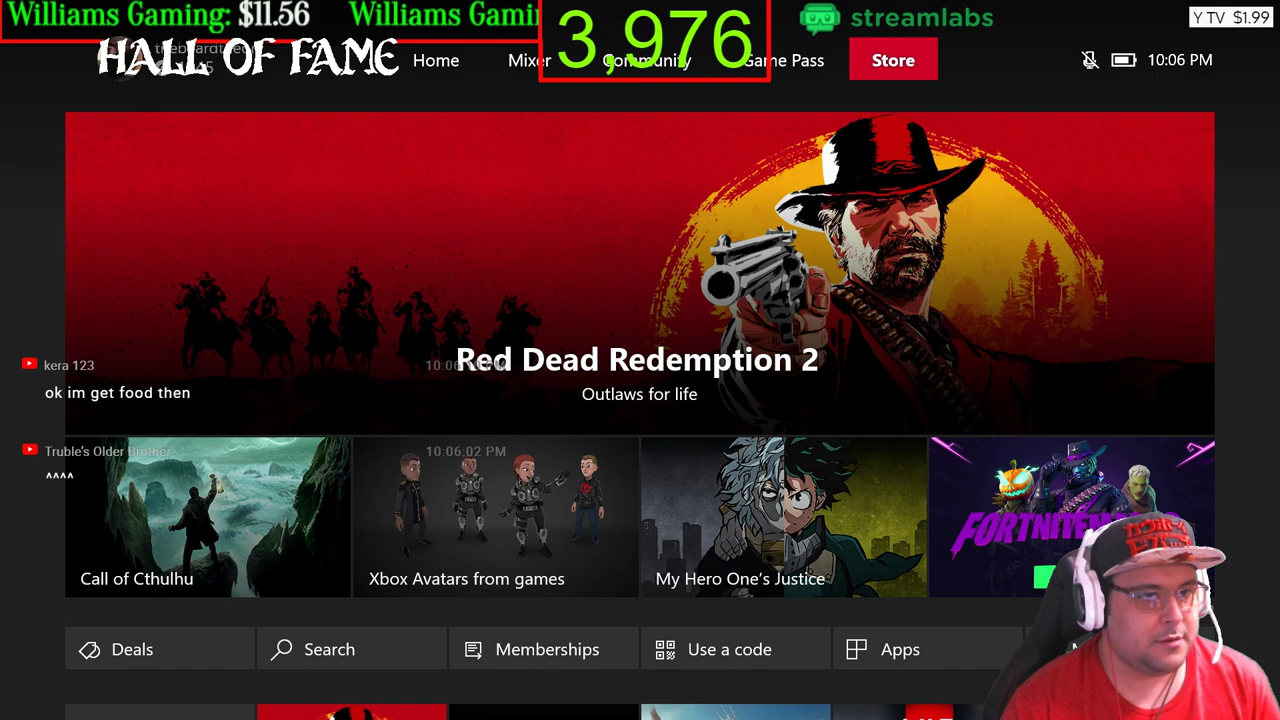 Williams Gaming: $11.56
Williams Gamin
3,976
streamlabs
Y TV $1.99
HALL OF FAME
Home
Mixer
Community
Game Pass
Store
10:06 PM
Red Dead Redemption 2
Outlaws for life
kera 123
ok im get food then
Truble's Older Brother
10:06:02 PM
^^^^
Call of Cthulhu
Xbox Avatars from games
My Hero One's Justice
Deals
Search
Memberships
Use a code
Apps